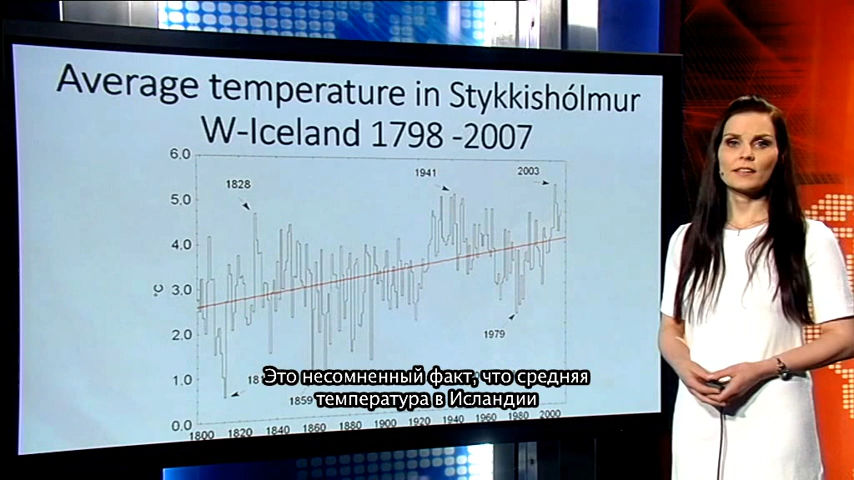 Average temperature in Stykkishólmur
W-Iceland 1798 -2007
6.0
5.0
4.0
3.0
2.0
1.0
0.0
°C
1828
1941
2003
1979
1859
1800 1820 1840 1860 1880 1900 1920 1940 1960 1980 2000
Это несомненный факт, что средняя
температура в Исландии